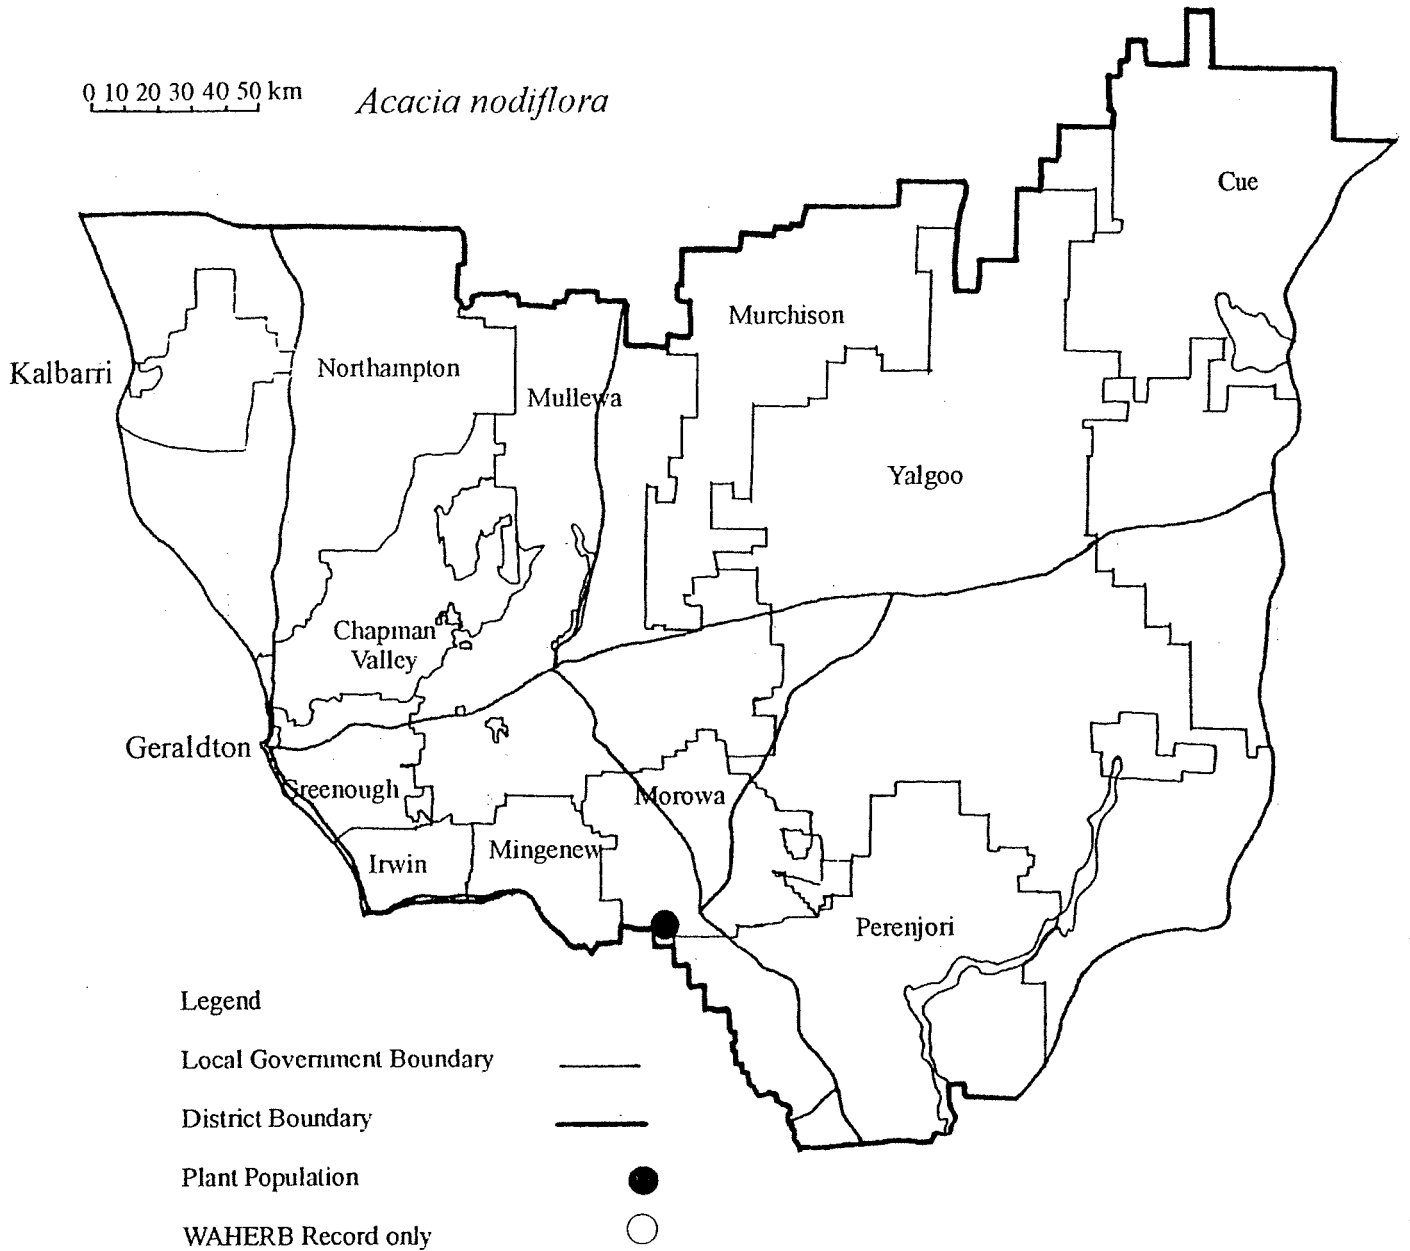 0 10 20 30 40 50 km
Acacia nodiflora
Cue
Murchison
Kalbarri
Northampton
Mullewa
Yalgoo
Chapman
Valley
Geraldton
Greenough
Morowa
Irwin
Mingenew
Perenjori
Legend
Local Government Boundary
District Boundary
Plant Population
WAHERB Record only